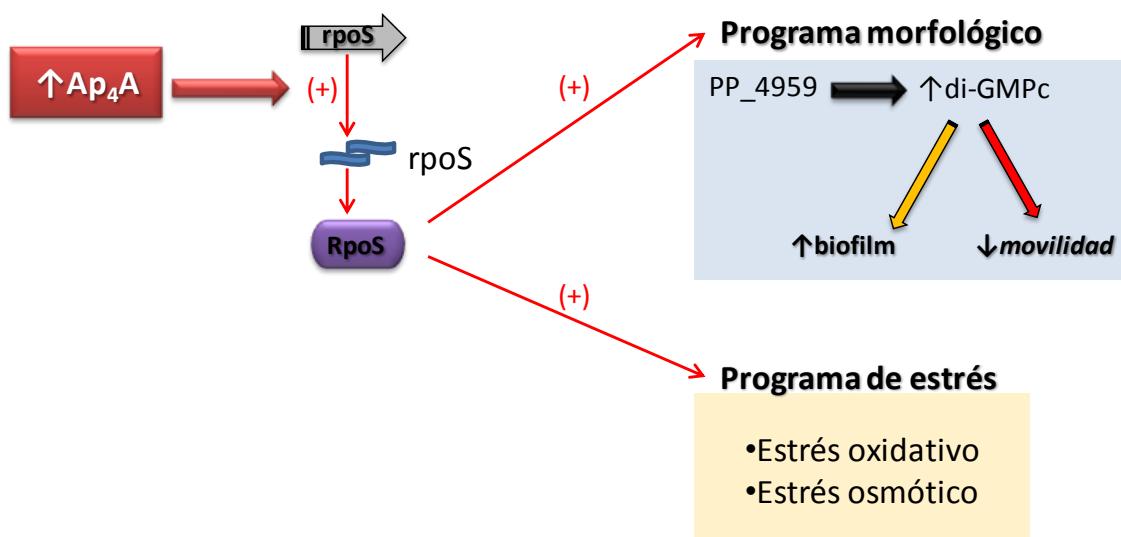 ↑Ap₄A
rpoS
(+)
rpoS
RpoS
(+)
(+)
Programa morfológico
PP_4959
↑di-GMPc
↑biofilm
↓movilidad
Programa de estrés
•Estrés oxidativo
•Estrés osmótico